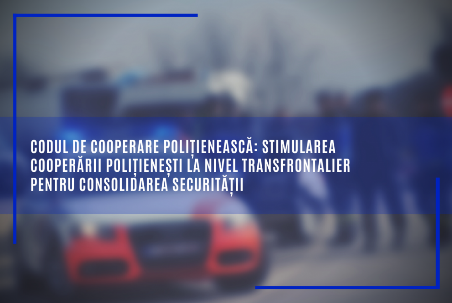 CODUL DE COOPERARE POLIȚIENEASCĂ: STIMULAREA
COOPERĂRII POLIȚIENEȘTI LA NIVEL TRANSFRONTALIER
PENTRU CONSOLIDAREA SECURITĂȚII